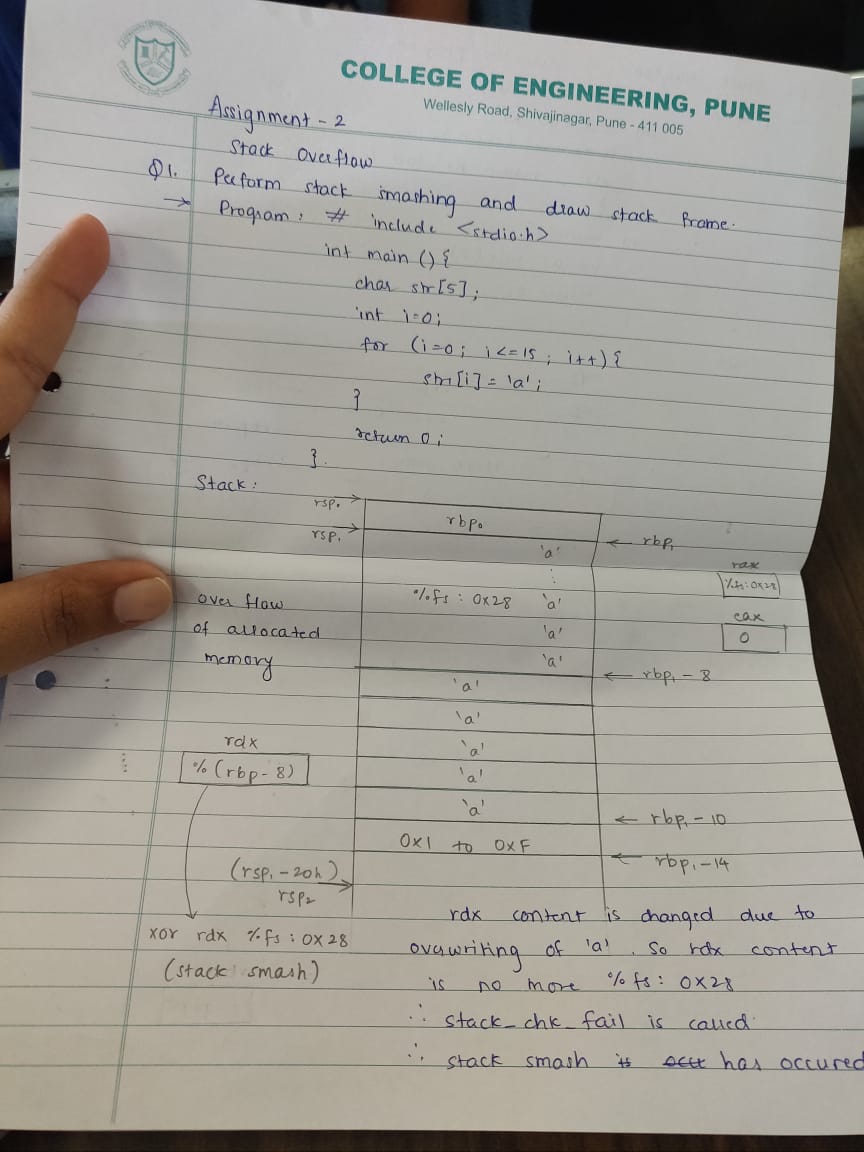 COLLEGE OF ENGINEERING, PUNE
Wellesly Road, Shivajinagar, Pune - 411 005
Assignment - 2
Stack Overflow
Q1. Perform stack smashing and draw stack frame.
→ Program: # include <stdio.h>
int main () {
char str[5];
int i=0;
for (i=0; i<=15; i++) {
str[i] = 'a';
}
return 0;
}.
Stack:
rsp₀ →
rbp₀
rsp₁ →
← rbp₁
'a'
⋮
rax
%fs:0x28
%fs : 0x28 'a'
eax
0
over flow
of allocated
memory
'a'
'a'
← rbp₁ - 8
'a'
'a'
'a'
'a'
'a'
rdx
% (rbp-8)
← rbp₁ - 10
0x1 to 0xF
← rbp₁-14
(rsp₁ - 20h)
rsp₂ →
xor rdx %fs : 0x28
(stack smash)
rdx content is changed due to
overwriting of 'a'. So rdx content
is no more %fs: 0x28
∴ stack_chk_fail is called.
∴ stack smash has occured